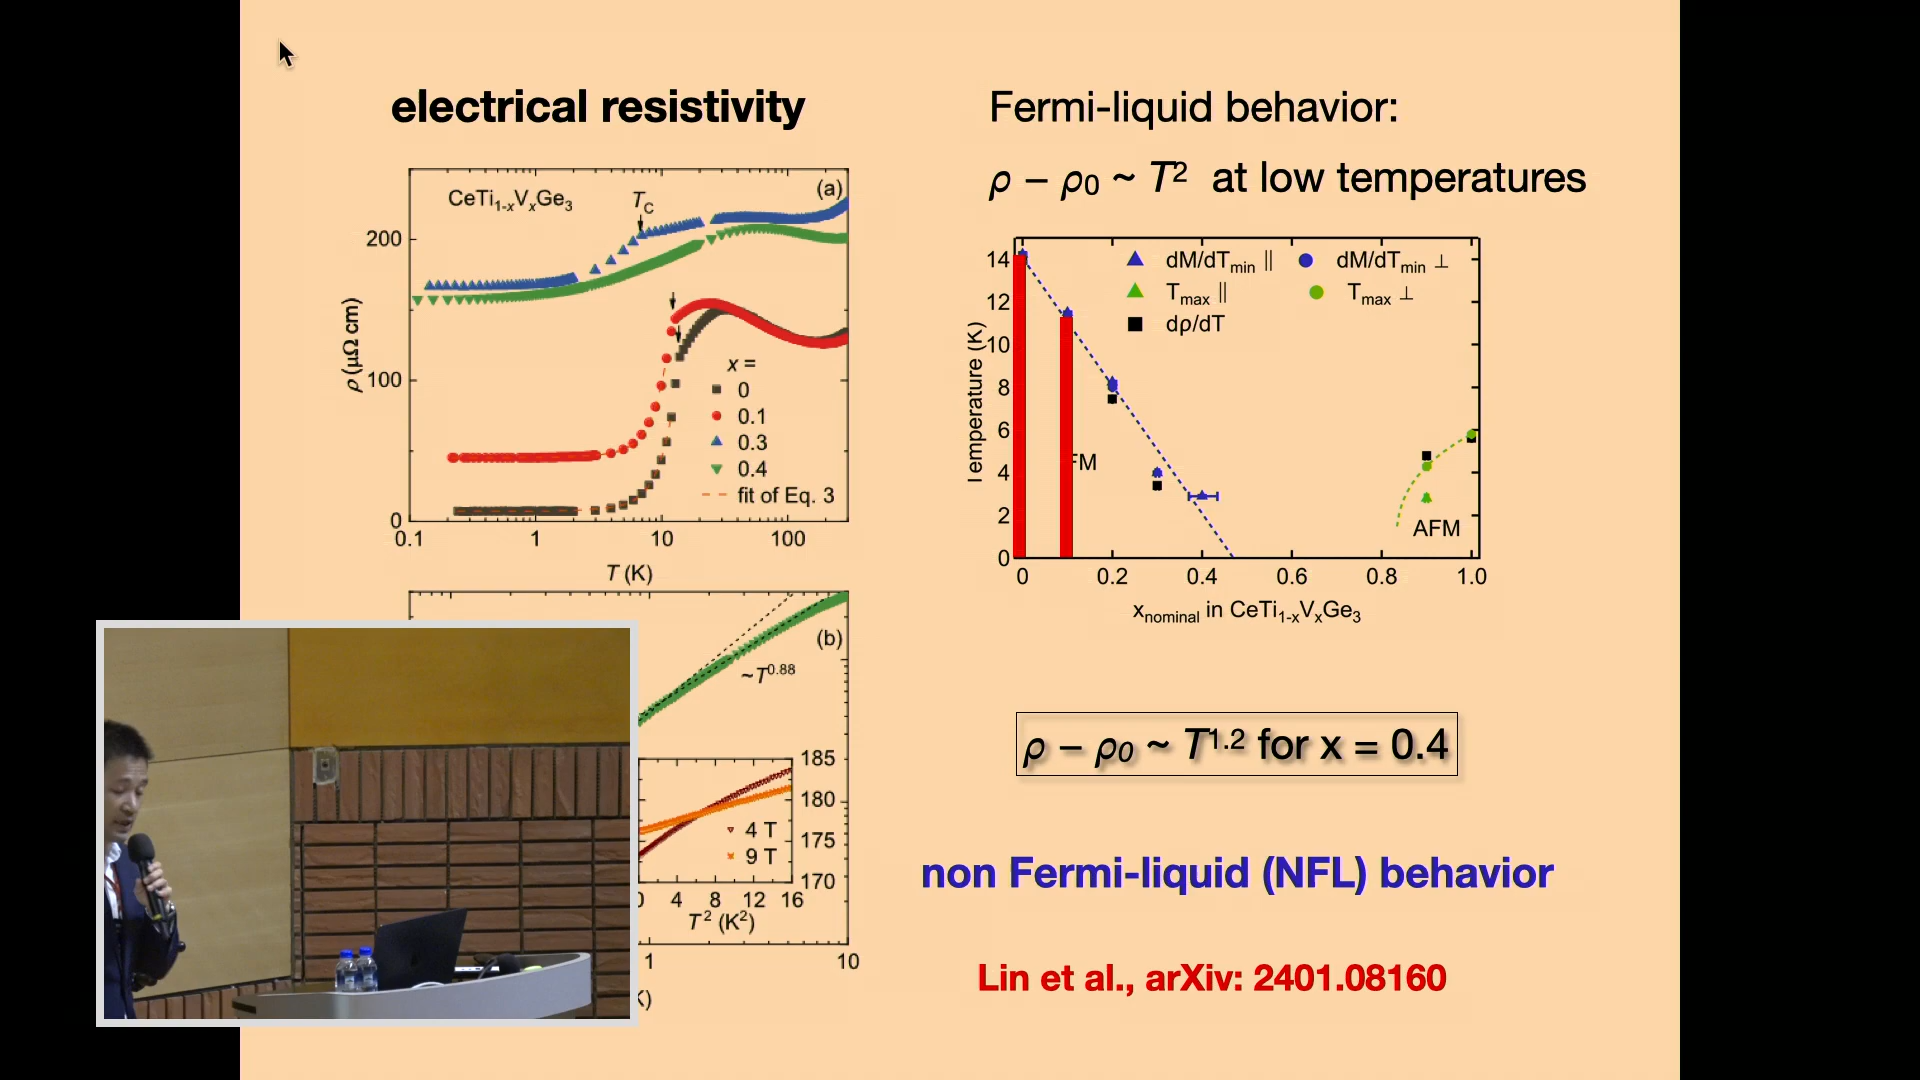 electrical resistivity
CeTi1-xVxGe3
TC
(a)
ρ (μΩ cm)
200
100
0
x =
0
0.1
0.3
0.4
fit of Eq. 3
0.1 1 10 100
T (K)
(b)
~T0.88
185
180
175
170
4 T
9 T
0 4 8 12 16
T2 (K2)
1 10
K)
Fermi-liquid behavior:
ρ − ρ0 ~ T2 at low temperatures
dM/dTmin ∥ dM/dTmin ⊥
Tmax ∥ Tmax ⊥
dρ/dT
Temperature (K)
14
12
10
8
6
4
2
0
FM
AFM
0 0.2 0.4 0.6 0.8 1.0
xnominal in CeTi1-xVxGe3
ρ − ρ0 ~ T1.2 for x = 0.4
non Fermi-liquid (NFL) behavior
Lin et al., arXiv: 2401.08160